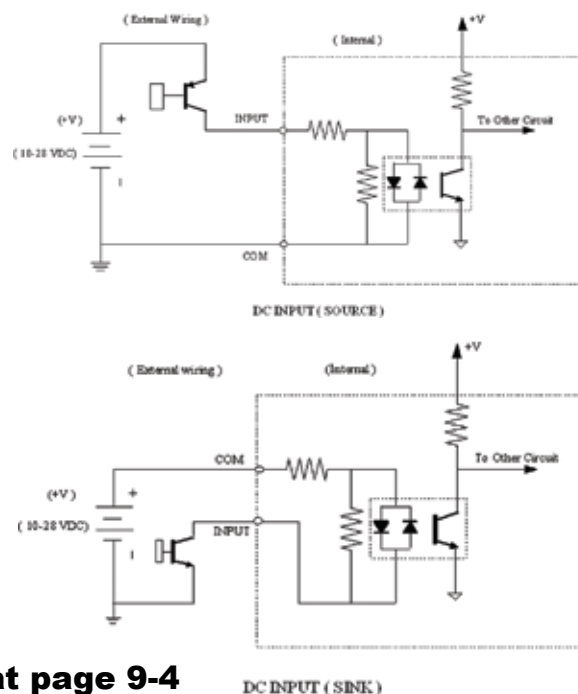 ( External Wiring )
( Internal )
+V
To Other Circuit
INPUT
(+V)
+
( 10-28 VDC)
COM
DC INPUT ( SOURCE )
+V
( External wiring )
(Internal)
To Other Circuit
COM
(+V)
+
( 10-28 VDC)
INPUT
at page 9-4
DC INPUT ( SINK )